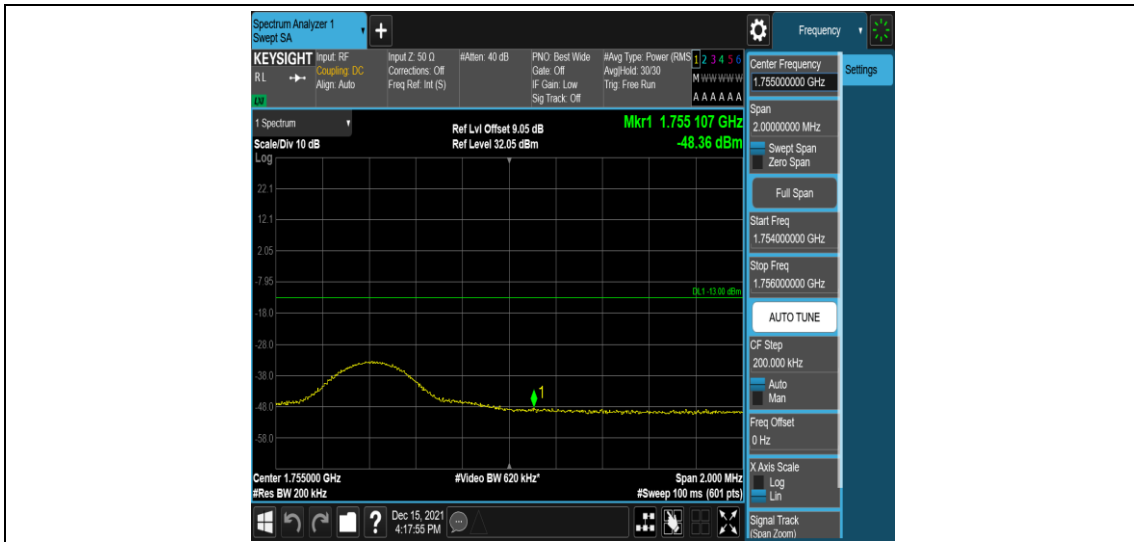 Spectrum Analyzer 1
Swept SA
+
Frequency
KEYSIGHT
RL
LXI
Input: RF
Coupling: DC
Align: Auto
Input Z: 50 Ω
Corrections: Off
Freq Ref: Int (S)
#Atten: 40 dB
PNO: Best Wide
Gate: Off
IF Gain: Low
Sig Track: Off
#Avg Type: Power (RMS
Avg|Hold: 30/30
Trig: Free Run
1 2 3 4 5 6
M W W W W W
A A A A A A
1 Spectrum
Scale/Div 10 dB
Log
Ref Lvl Offset 9.05 dB
Ref Level 32.05 dBm
Mkr1 1.755 107 GHz
-48.36 dBm
22.1
12.1
2.05
-7.95
-18.0
-28.0
-38.0
-48.0
-58.0
DL1 -13.00 dBm
1
Center 1.755000 GHz
#Res BW 200 kHz
#Video BW 620 kHz*
Span 2.000 MHz
#Sweep 100 ms (601 pts)
?
Dec 15, 2021
4:17:55 PM
Center Frequency
1.755000000 GHz
Settings
Span
2.00000000 MHz
Swept Span
Zero Span
Full Span
Start Freq
1.754000000 GHz
Stop Freq
1.756000000 GHz
AUTO TUNE
CF Step
200.000 kHz
Auto
Man
Freq Offset
0 Hz
X Axis Scale
Log
Lin
Signal Track
(Span Zoom)